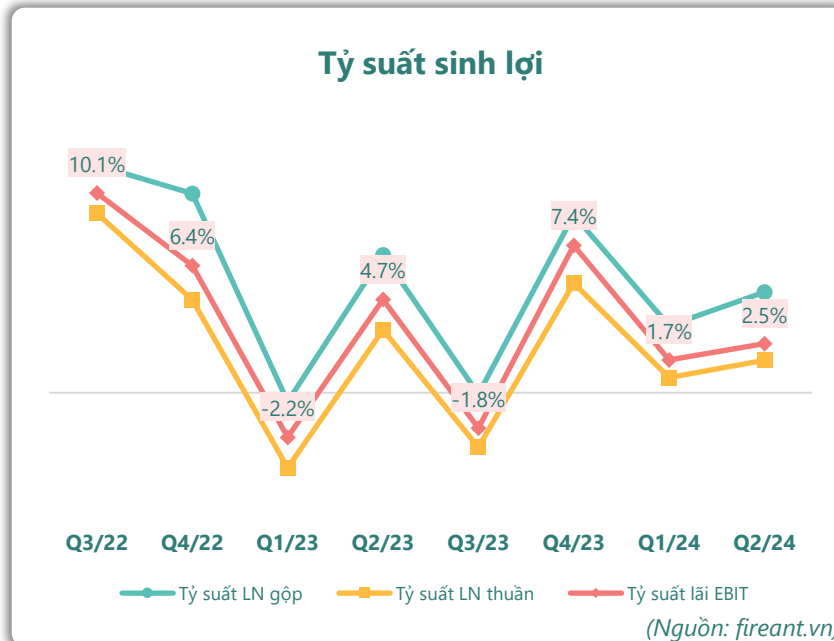 Tỷ suất sinh lợi
10.1%
6.4%
-2.2%
4.7%
-1.8%
7.4%
1.7%
2.5%
Q3/22 Q4/22 Q1/23 Q2/23 Q3/23 Q4/23 Q1/24 Q2/24
Tỷ suất LN gộp Tỷ suất LN thuần Tỷ suất lãi EBIT
(Nguồn: fireant.vn)